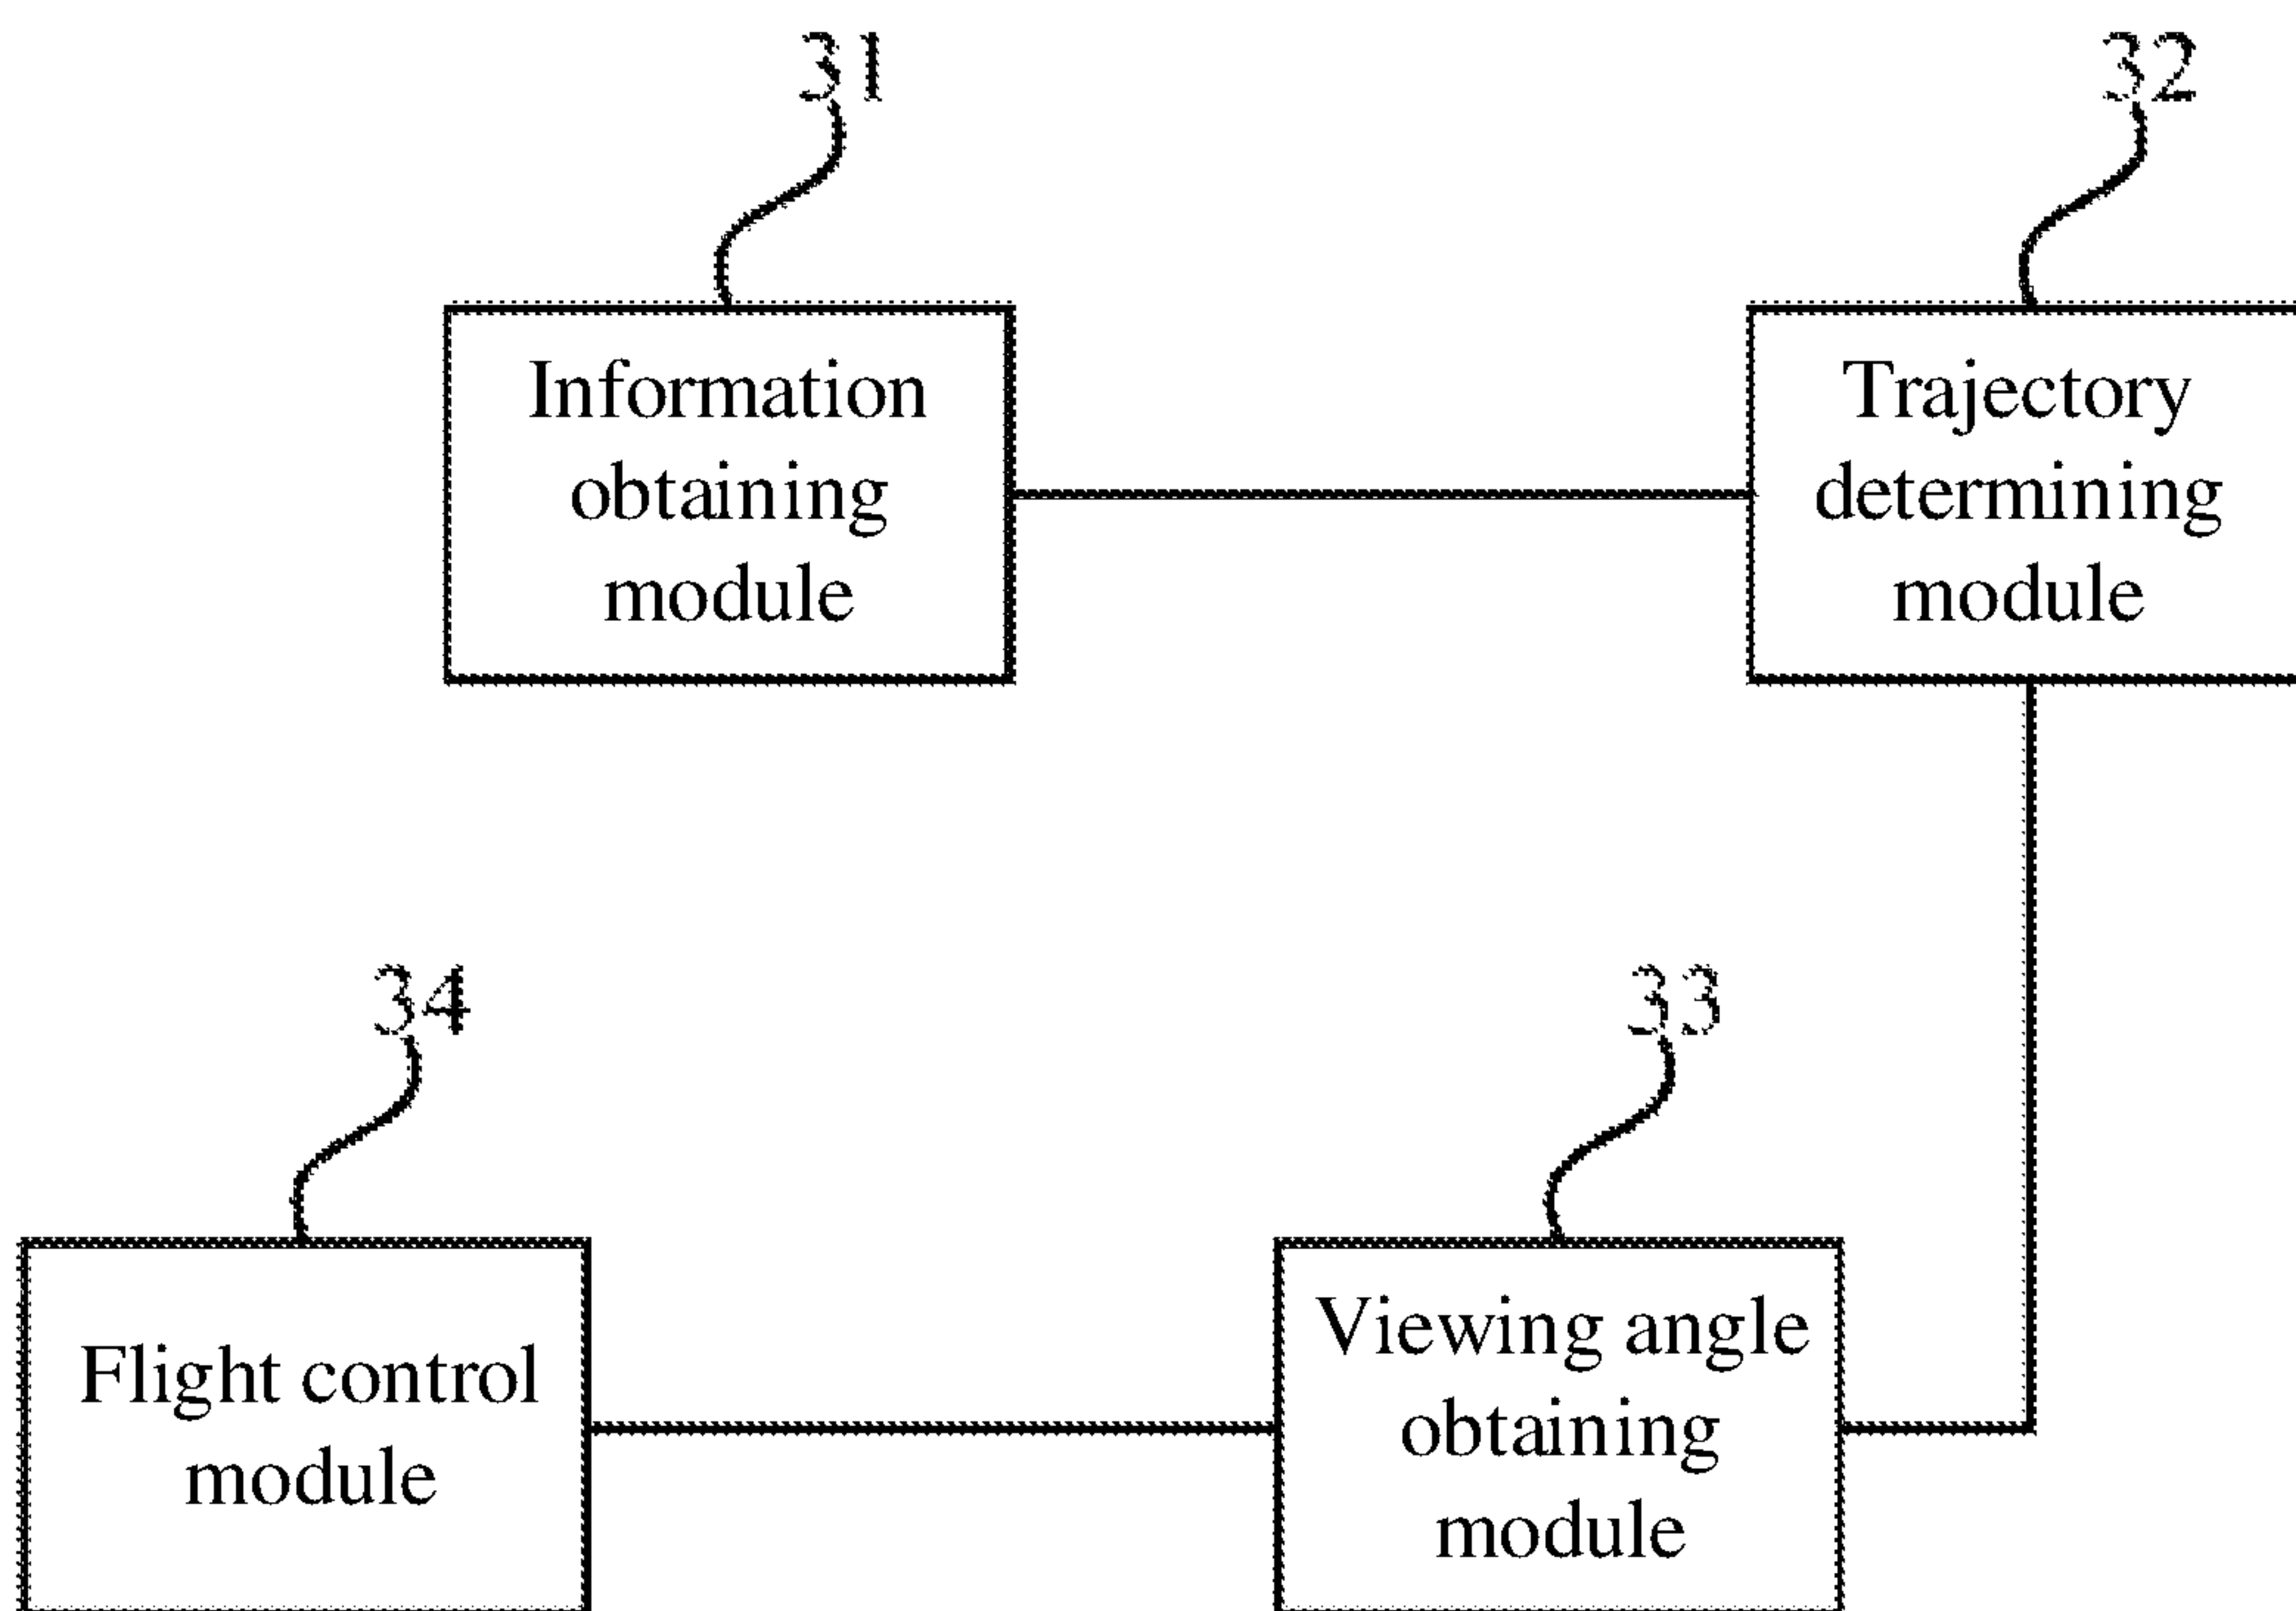 31
32
Information
obtaining
module
Trajectory
determining
module
34
33
Flight control
module
Viewing angle
obtaining
module